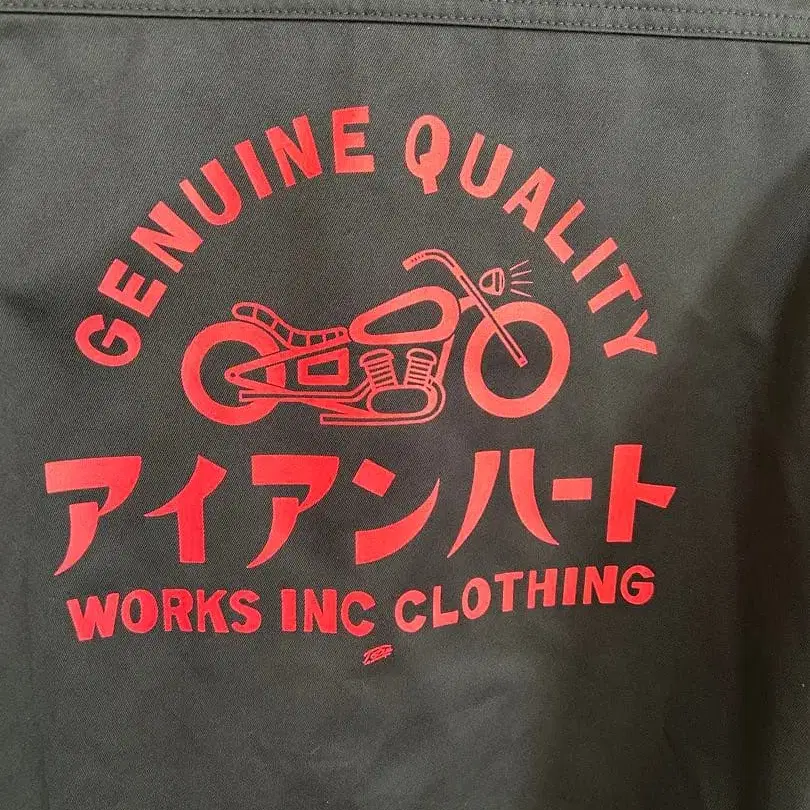 GENUINE QUALITY
アイアンハート
WORKS INC CLOTHING